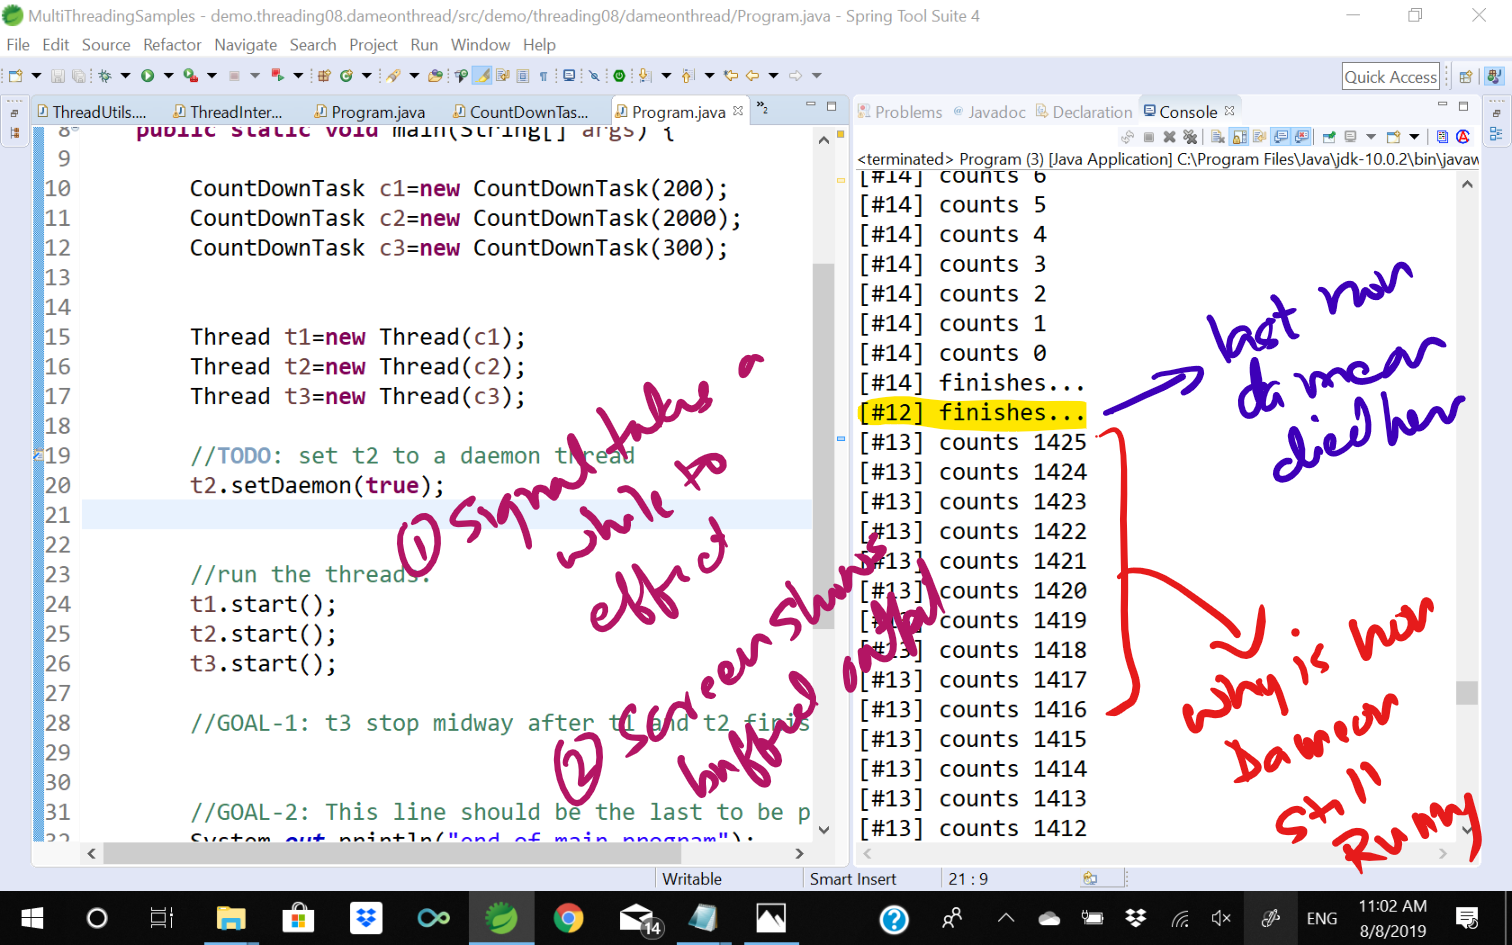 MultiThreadingSamples - demo.threading08.dameonthread/src/demo/threading08/dameonthread/Program.java - Spring Tool Suite 4
File Edit Source Refactor Navigate Search Project Run Window Help
Quick Access
ThreadUtils.... ThreadInter... Program.java CountDownTas... Program.java »2
8 public static void main(String[] args) {
9
10 CountDownTask c1=new CountDownTask(200);
11 CountDownTask c2=new CountDownTask(2000);
12 CountDownTask c3=new CountDownTask(300);
13
14
15 Thread t1=new Thread(c1);
16 Thread t2=new Thread(c2);
17 Thread t3=new Thread(c3);
18
19 //TODO: set t2 to a daemon thread
20 t2.setDaemon(true);
21
22
23 //run the threads.
24 t1.start();
25 t2.start();
26 t3.start();
27
28 //GOAL-1: t3 stop midway after t1 and t2 finis
29
30
31 //GOAL-2: This line should be the last to be p
32 System.out.println("end of main program");
① Signal takes a
while to
effect
② Screen shows
buffered output
Problems @ Javadoc Declaration Console
<terminated> Program (3) [Java Application] C:\Program Files\Java\jdk-10.0.2\bin\javaw
[#14] counts 6
[#14] counts 5
[#14] counts 4
[#14] counts 3
[#14] counts 2
[#14] counts 1
[#14] counts 0
[#14] finishes...
[#12] finishes...
[#13] counts 1425
[#13] counts 1424
[#13] counts 1423
[#13] counts 1422
[#13] counts 1421
[#13] counts 1420
[#13] counts 1419
[#13] counts 1418
[#13] counts 1417
[#13] counts 1416
[#13] counts 1415
[#13] counts 1414
[#13] counts 1413
[#13] counts 1412
last non
dameon
died here
why is non
Dameon
still
Running
Writable Smart Insert 21 : 9
14
ENG
11:02 AM
8/8/2019